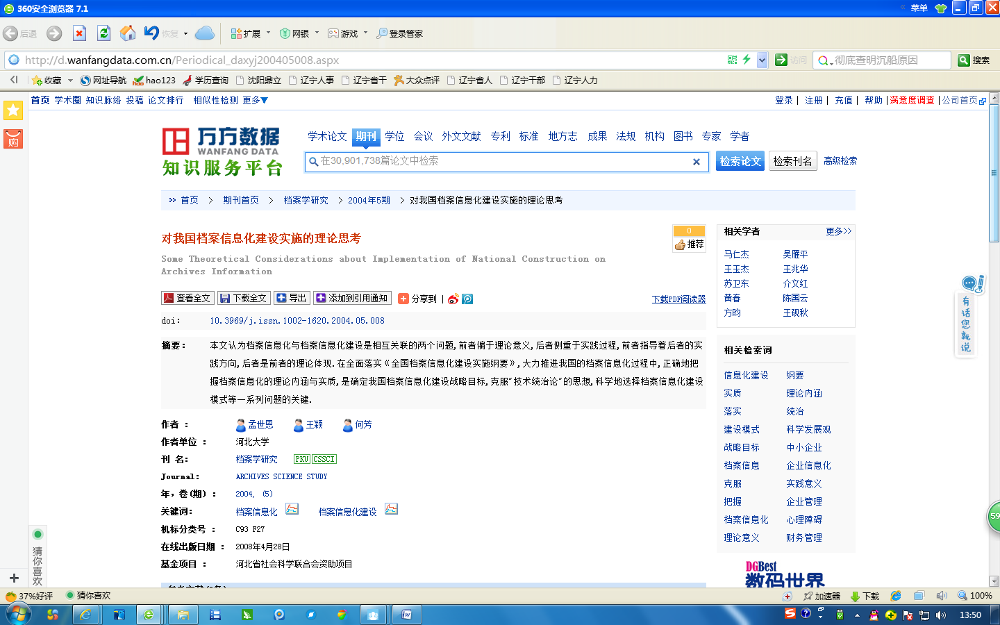 360安全浏览器 7.1
菜单
后退
恢复
扩展
网银
游戏
登录管家
http://d.wanfangdata.com.cn/Periodical_daxyj200405008.aspx
访问
彻底查明沉船原因
搜索
收藏
网址导航
hao123
学历查询
沈阳鼎立
辽宁人事
辽宁省干
大众点评
辽宁省人
辽宁干部
辽宁人力
首页 学术圈 知识脉络 投稿 论文排行 相似性检测 更多▼
登录 | 注册 | 充值 | 帮助 | 满意度调查 | 公司首页
购
万方数据
WANFANG DATA
知识服务平台
学术论文 期刊 学位 会议 外文文献 专利 标准 地方志 成果 法规 机构 图书 专家 学者
在30,901,738篇论文中检索
检索论文
检索刊名
高级检索
首页 > 期刊首页 > 档案学研究 > 2004年5期 > 对我国档案信息化建设实施的理论思考
对我国档案信息化建设实施的理论思考
0
推荐
Some Theoretical Considerations about Implementation of National Construction on
Archives Information
查看全文
下载全文
导出
添加到引用通知
分享到 |
下载PDF阅读器
doi： 10.3969/j.issn.1002-1620.2004.05.008
摘要： 本文认为档案信息化与档案信息化建设是相互关联的两个问题,前者偏于理论意义,后者侧重于实践过程,前者指导着后者的实
践方向,后者是前者的理论体现.在全面落实《全国档案信息化建设实施纲要》,大力推进我国的档案信息化过程中,正确地把
握档案信息化的理论内涵与实质,是确定我国档案信息化建设战略目标,克服"技术统治论"的思想,科学地选择档案信息化建设
模式等一系列问题的关键.
作者 ： 孟世恩 王颖 何芳
作者单位 ： 河北大学
刊 名： 档案学研究 PKU CSSCI
Journal： ARCHIVES SCIENCE STUDY
年，卷(期) ： 2004, (5)
关键词： 档案信息化 档案信息化建设
机标分类号 ： C93 F27
在线出版日期 ： 2008年4月28日
基金项目 ： 河北省社会科学联合会资助项目
相关学者
更多>>
马仁杰 吴雁平
王玉杰 王兆华
苏卫东 介文红
黄春 陈国云
方昀 王砚秋
相关检索词
信息化建设 纲要
实质 理论内涵
落实 统治
建设模式 科学发展观
战略目标 中小企业
档案信息 企业信息化
克服 实践意义
把握 企业管理
档案信息化 心理障碍
理论意义 财务管理
DGBest
数码世界
有话您就说
59
猜你喜欢
37%好评
猜你喜欢
加速器
下载
100%
13:50